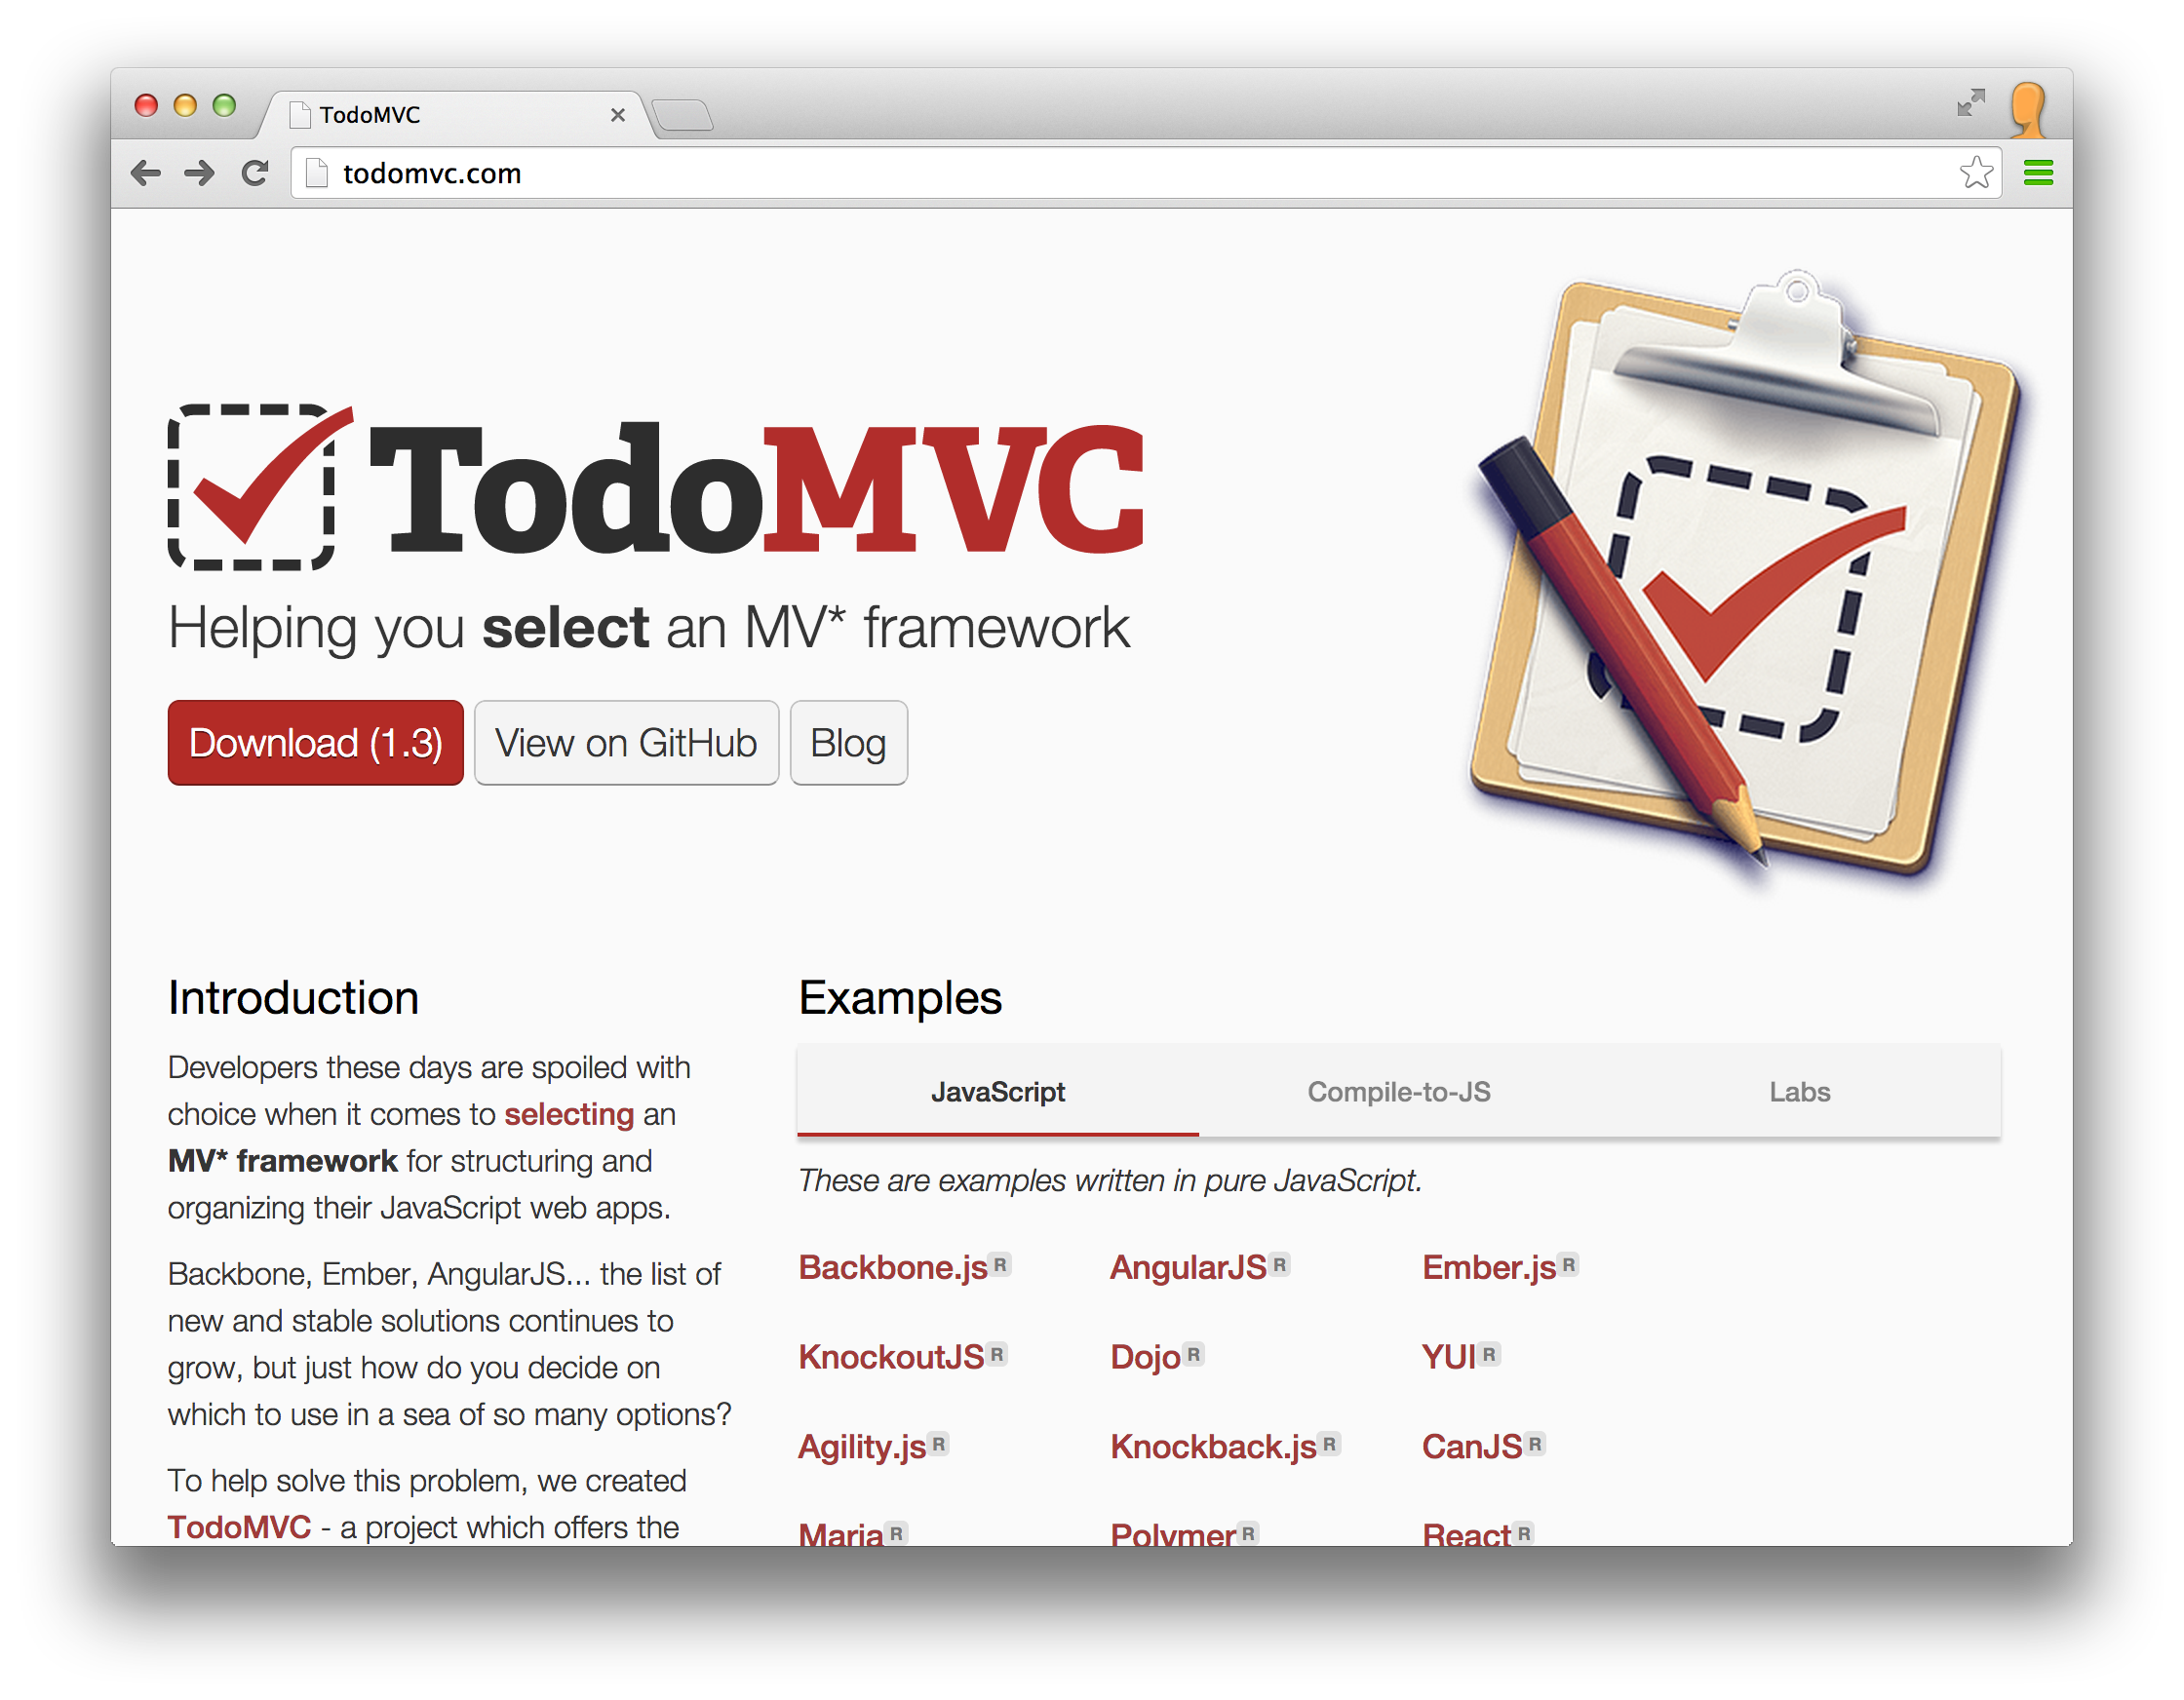 TodoMVC
todomvc.com
TodoMVC
Helping you select an MV* framework
Download (1.3) View on GitHub Blog
Introduction
Developers these days are spoiled with
choice when it comes to selecting an
MV* framework for structuring and
organizing their JavaScript web apps.
Backbone, Ember, AngularJS... the list of
new and stable solutions continues to
grow, but just how do you decide on
which to use in a sea of so many options?
To help solve this problem, we created
TodoMVC - a project which offers the
Examples
JavaScript Compile-to-JS Labs
These are examples written in pure JavaScript.
Backbone.js R AngularJS R Ember.js R
KnockoutJS R Dojo R YUI R
Agility.js R Knockback.js R CanJS R
Maria R Polymer R React R